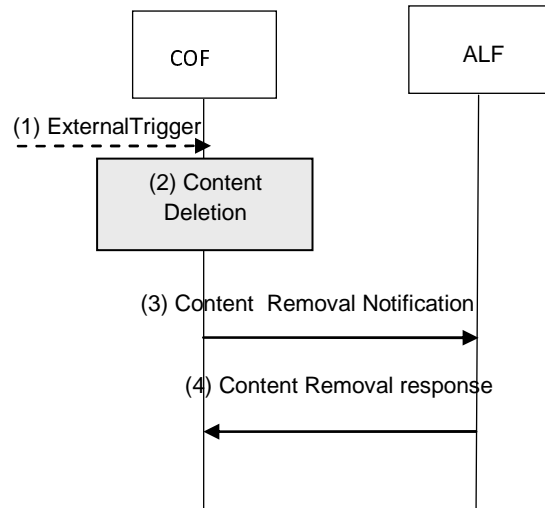 COF
ALF
(1) ExternalTrigger
(2) Content
Deletion
(3) Content Removal Notification
(4) Content Removal response